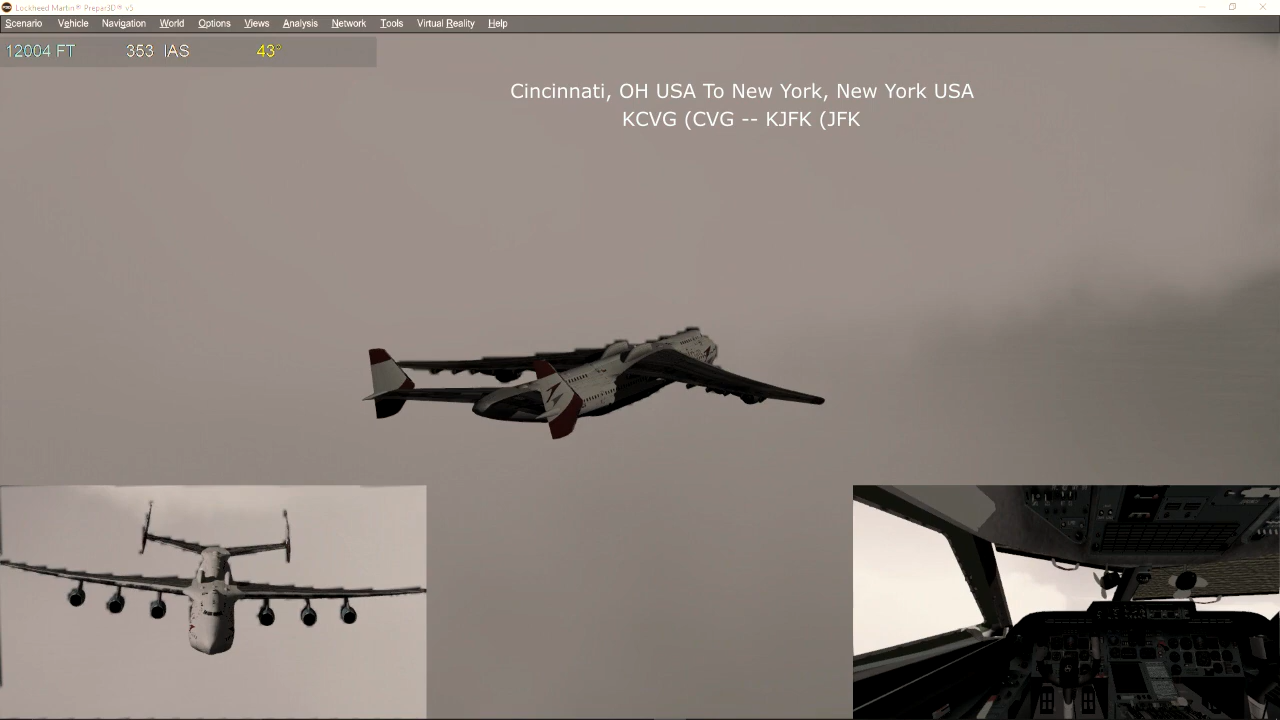 Lockheed Martin® Prepar3D® v5
Scenario Vehicle Navigation World Options Views Analysis Network Tools Virtual Reality Help
12004 FT 353 IAS 43°
Cincinnati, OH USA To New York, New York USA
KCVG (CVG -- KJFK (JFK